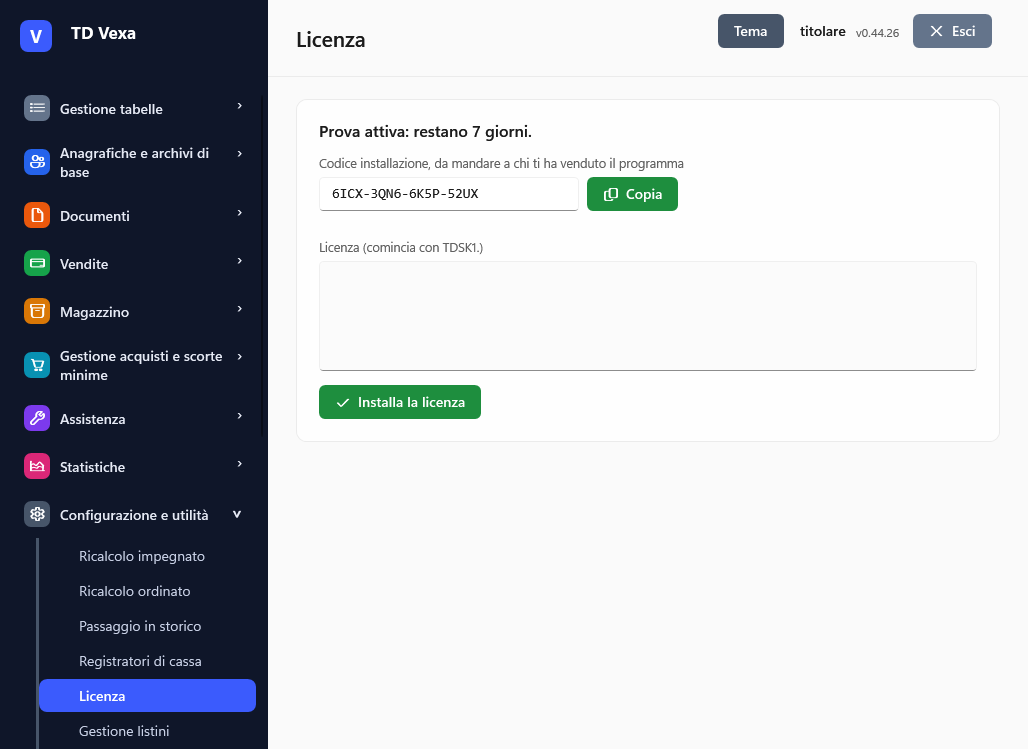 V
TD Vexa
Gestione tabelle
Anagrafiche e archivi di
base
Documenti
Vendite
Magazzino
Gestione acquisti e scorte
minime
Assistenza
Statistiche
Configurazione e utilità
Ricalcolo impegnato
Ricalcolo ordinato
Passaggio in storico
Registratori di cassa
Licenza
Gestione listini
Licenza
Tema
titolare
v0.44.26
Esci
Prova attiva: restano 7 giorni.
Codice installazione, da mandare a chi ti ha venduto il programma
6ICX-3QN6-6K5P-52UX
Copia
Licenza (comincia con TDSK1.)
Installa la licenza